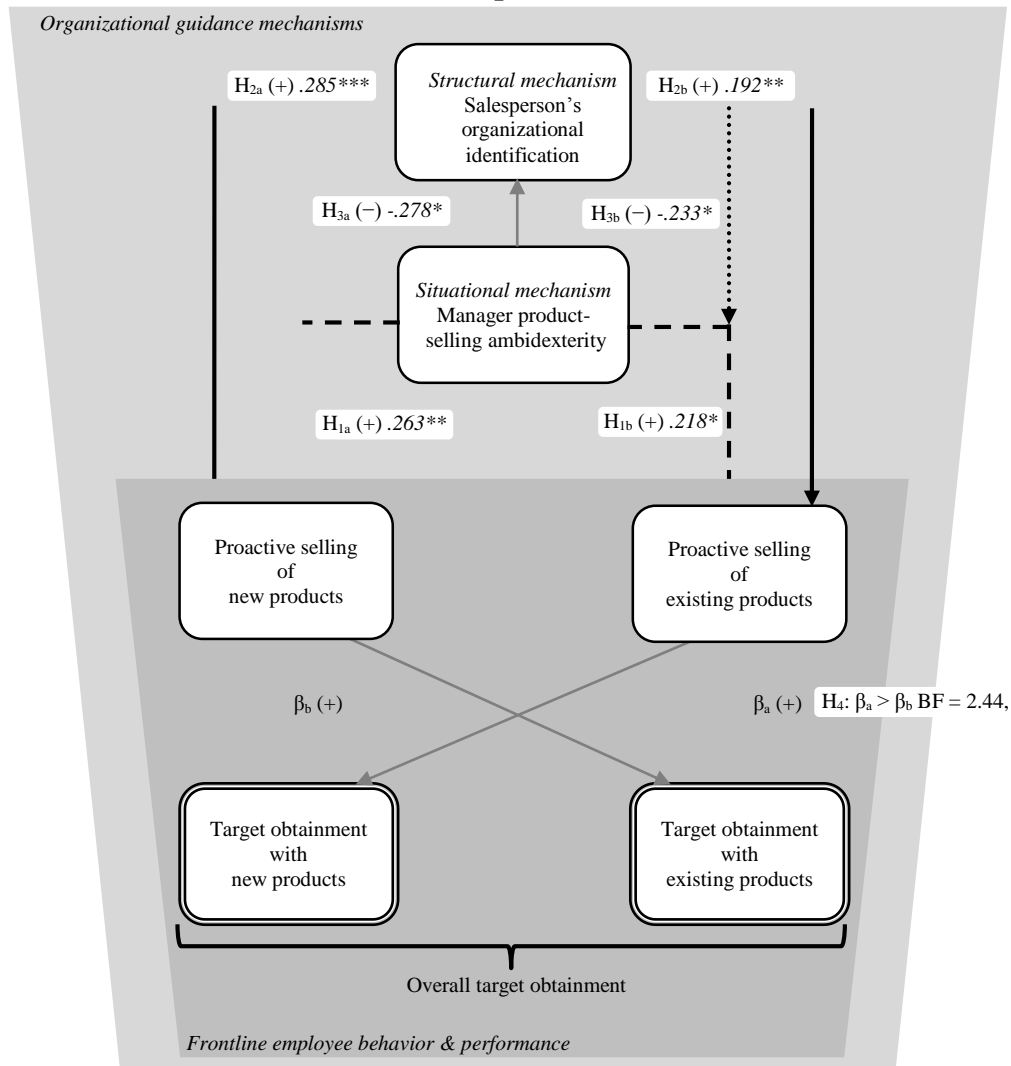 Organizational guidance mechanisms
H₂ₐ (+) .285***
Structural mechanism
Salesperson's
organizational
identification
H₂b (+) .192**
H₃ₐ (−) -.278*
H₃b (−) -.233*
Situational mechanism
Manager product-
selling ambidexterity
H₁ₐ (+) .263**
H₁b (+) .218*
Proactive selling
of
new products
Proactive selling
of
existing products
βb (+)
βₐ (+)
H₄: βₐ > βb BF = 2.44,
Target obtainment
with
new products
Target obtainment
with
existing products
Overall target obtainment
Frontline employee behavior & performance